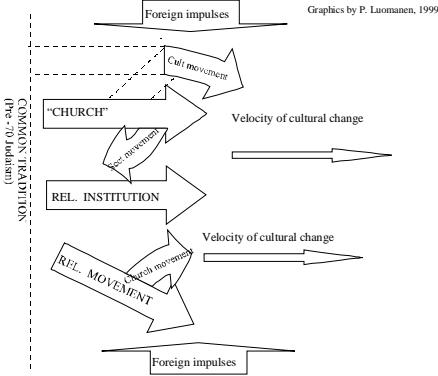 Foreign impulses
Graphics by P. Luomanen, 1999
Cult movement
"CHURCH"
Velocity of cultural change
Sect movement
COMMON TRADITION
(Pre -70 Judaism)
REL. INSTITUTION
Velocity of cultural change
Church movement
REL. MOVEMENT
Foreign impulses